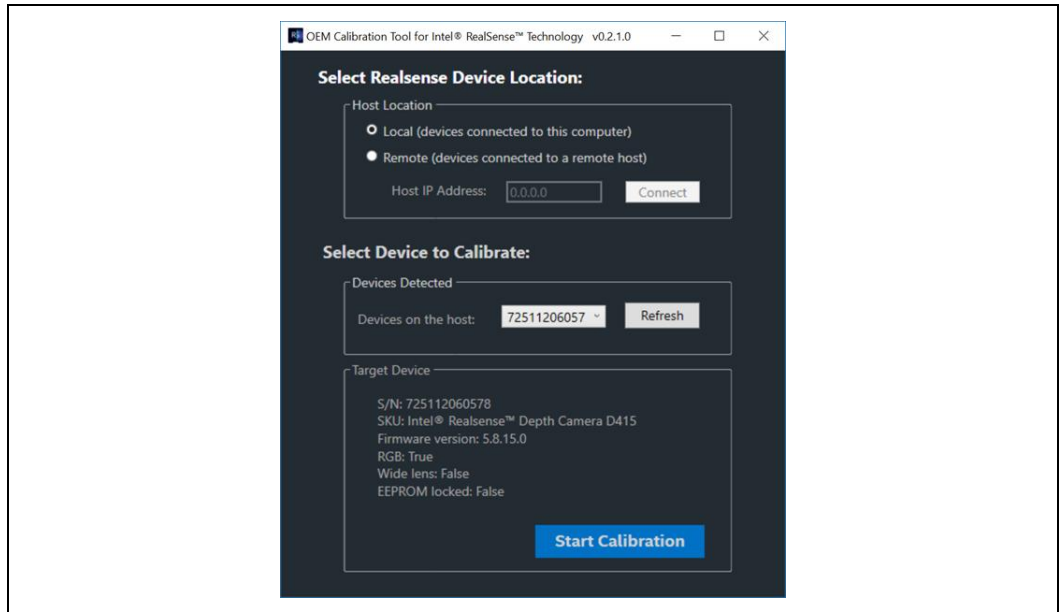 OEM Calibration Tool for Intel® RealSense™ Technology v0.2.1.0
Select Realsense Device Location:
Host Location
Local (devices connected to this computer)
Remote (devices connected to a remote host)
Host IP Address: 0.0.0.0 Connect
Select Device to Calibrate:
Devices Detected
Devices on the host: 72511206057 Refresh
Target Device
S/N: 725112060578
SKU: Intel® Realsense™ Depth Camera D415
Firmware version: 5.8.15.0
RGB: True
Wide lens: False
EEPROM locked: False
Start Calibration